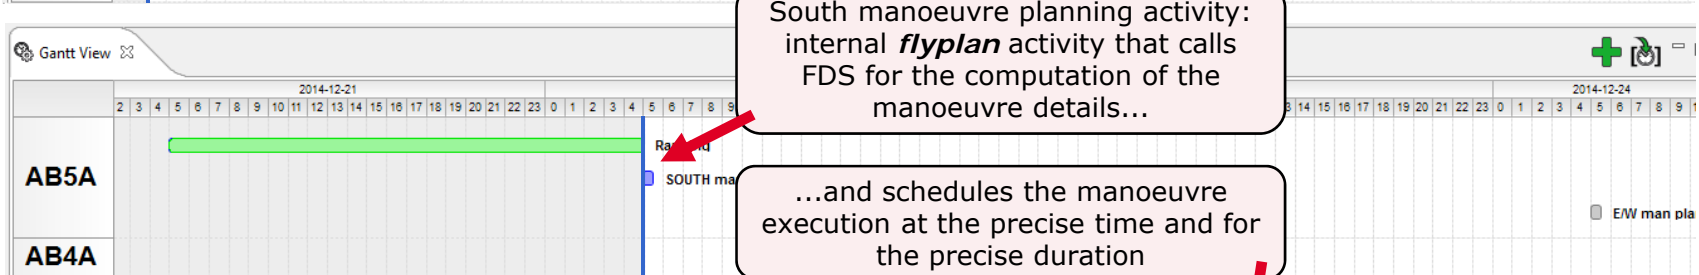 South manoeuvre planning activity:
internal flyplan activity that calls
FDS for the computation of the
manoeuvre details...
Gantt View
2014-12-21
2014-12-24
2 3 4 5 6 7 8 9 10 11 12 13 14 15 16 17 18 19 20 21 22 23 0 1 2 3 4 5 6 7 8 9
14 15 16 17 18 19 20 21 22 23 0 1 2 3 4 5 6 7 8 9
AB5A
SOUTH ma
...and schedules the manoeuvre
execution at the precise time and for
the precise duration
E/W man pla
AB4A